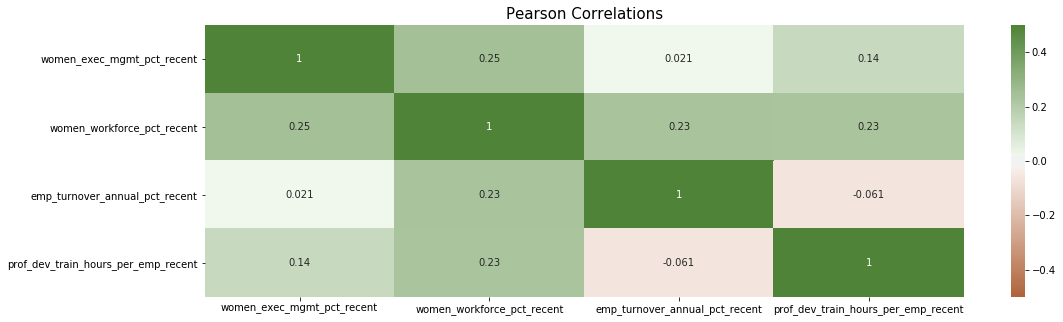 Pearson Correlations
women_exec_mgmt_pct_recent 1 0.25 0.021 0.14
women_workforce_pct_recent 0.25 1 0.23 0.23
emp_turnover_annual_pct_recent 0.021 0.23 1 -0.061
prof_dev_train_hours_per_emp_recent 0.14 0.23 -0.061 1
women_exec_mgmt_pct_recent women_workforce_pct_recent emp_turnover_annual_pct_recent prof_dev_train_hours_per_emp_recent
0.4
0.2
0.0
−0.2
−0.4